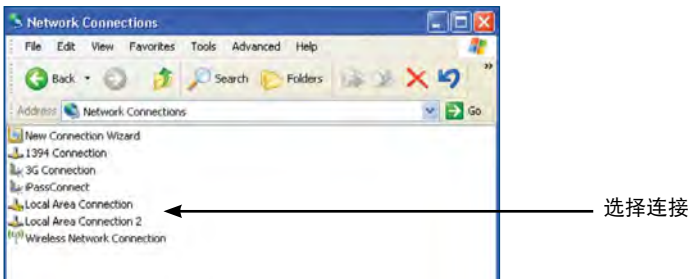 Network Connections
File Edit View Favorites Tools Advanced Help
Back Search Folders
Address Network Connections Go
New Connection Wizard
1394 Connection
3G Connection
iPassConnect
Local Area Connection
选择连接
Local Area Connection 2
Wireless Network Connection